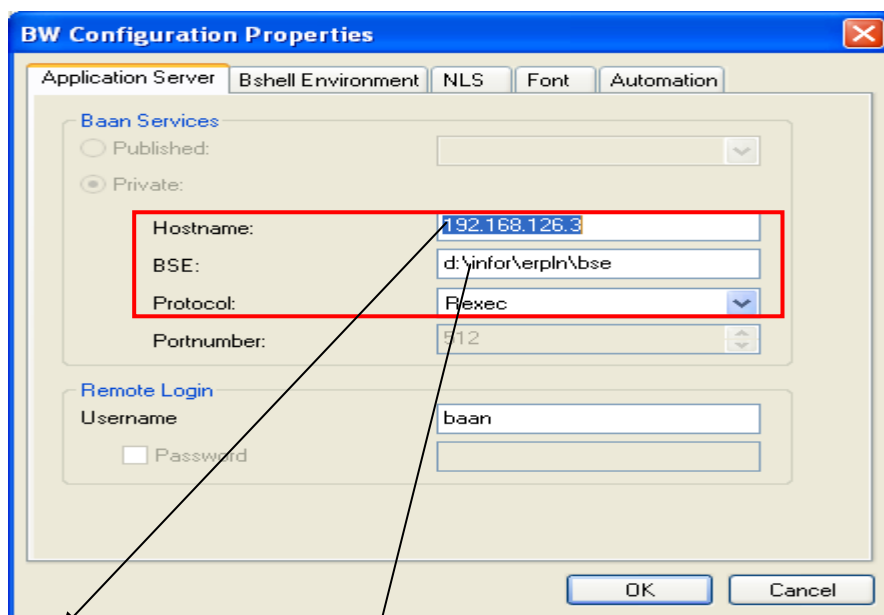 BW Configuration Properties
Application Server Bshell Environment NLS Font Automation
Baan Services
Published:
Private:
Hostname: 192.168.126.3
BSE: d:\infor\erpln\bse
Protocol: Rexec
Portnumber: 512
Remote Login
Username baan
Password
OK Cancel